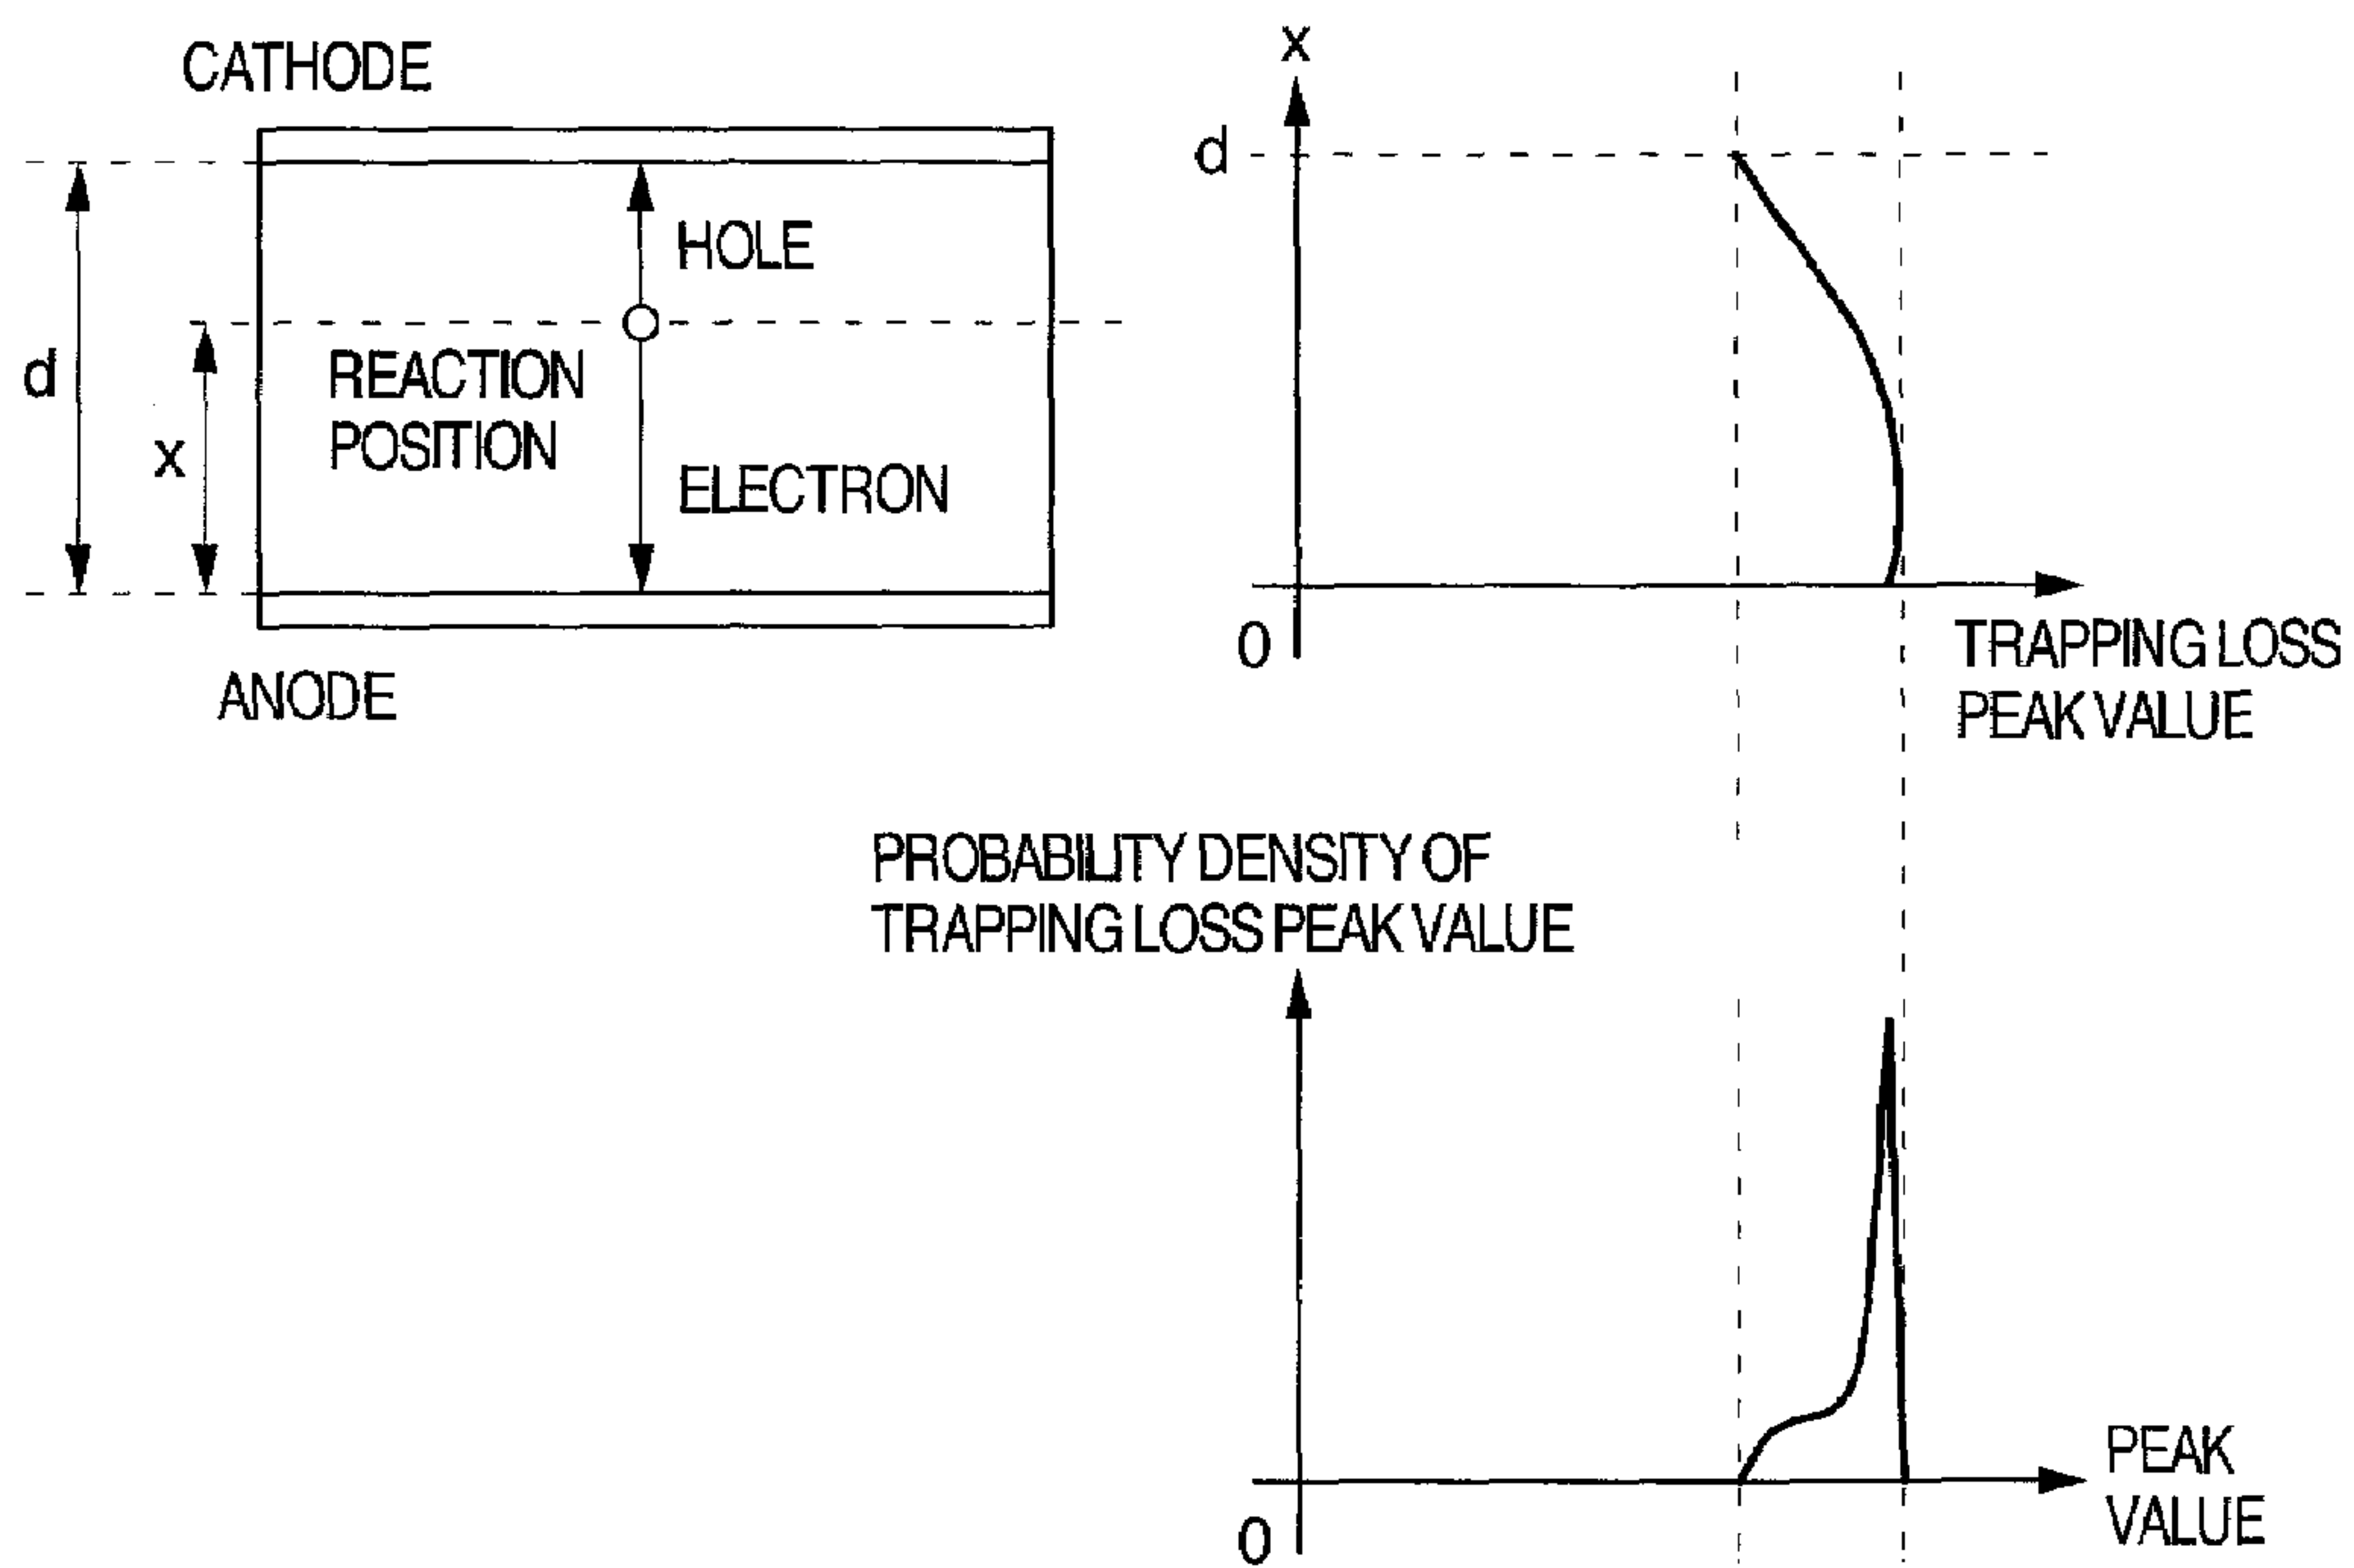 CATHODE
HOLE
REACTION
POSITION
ELECTRON
d
x
ANODE
x
d
0
TRAPPING LOSS
PEAK VALUE
PROBABILITY DENSITY OF
TRAPPING LOSS PEAK VALUE
0
PEAK
VALUE